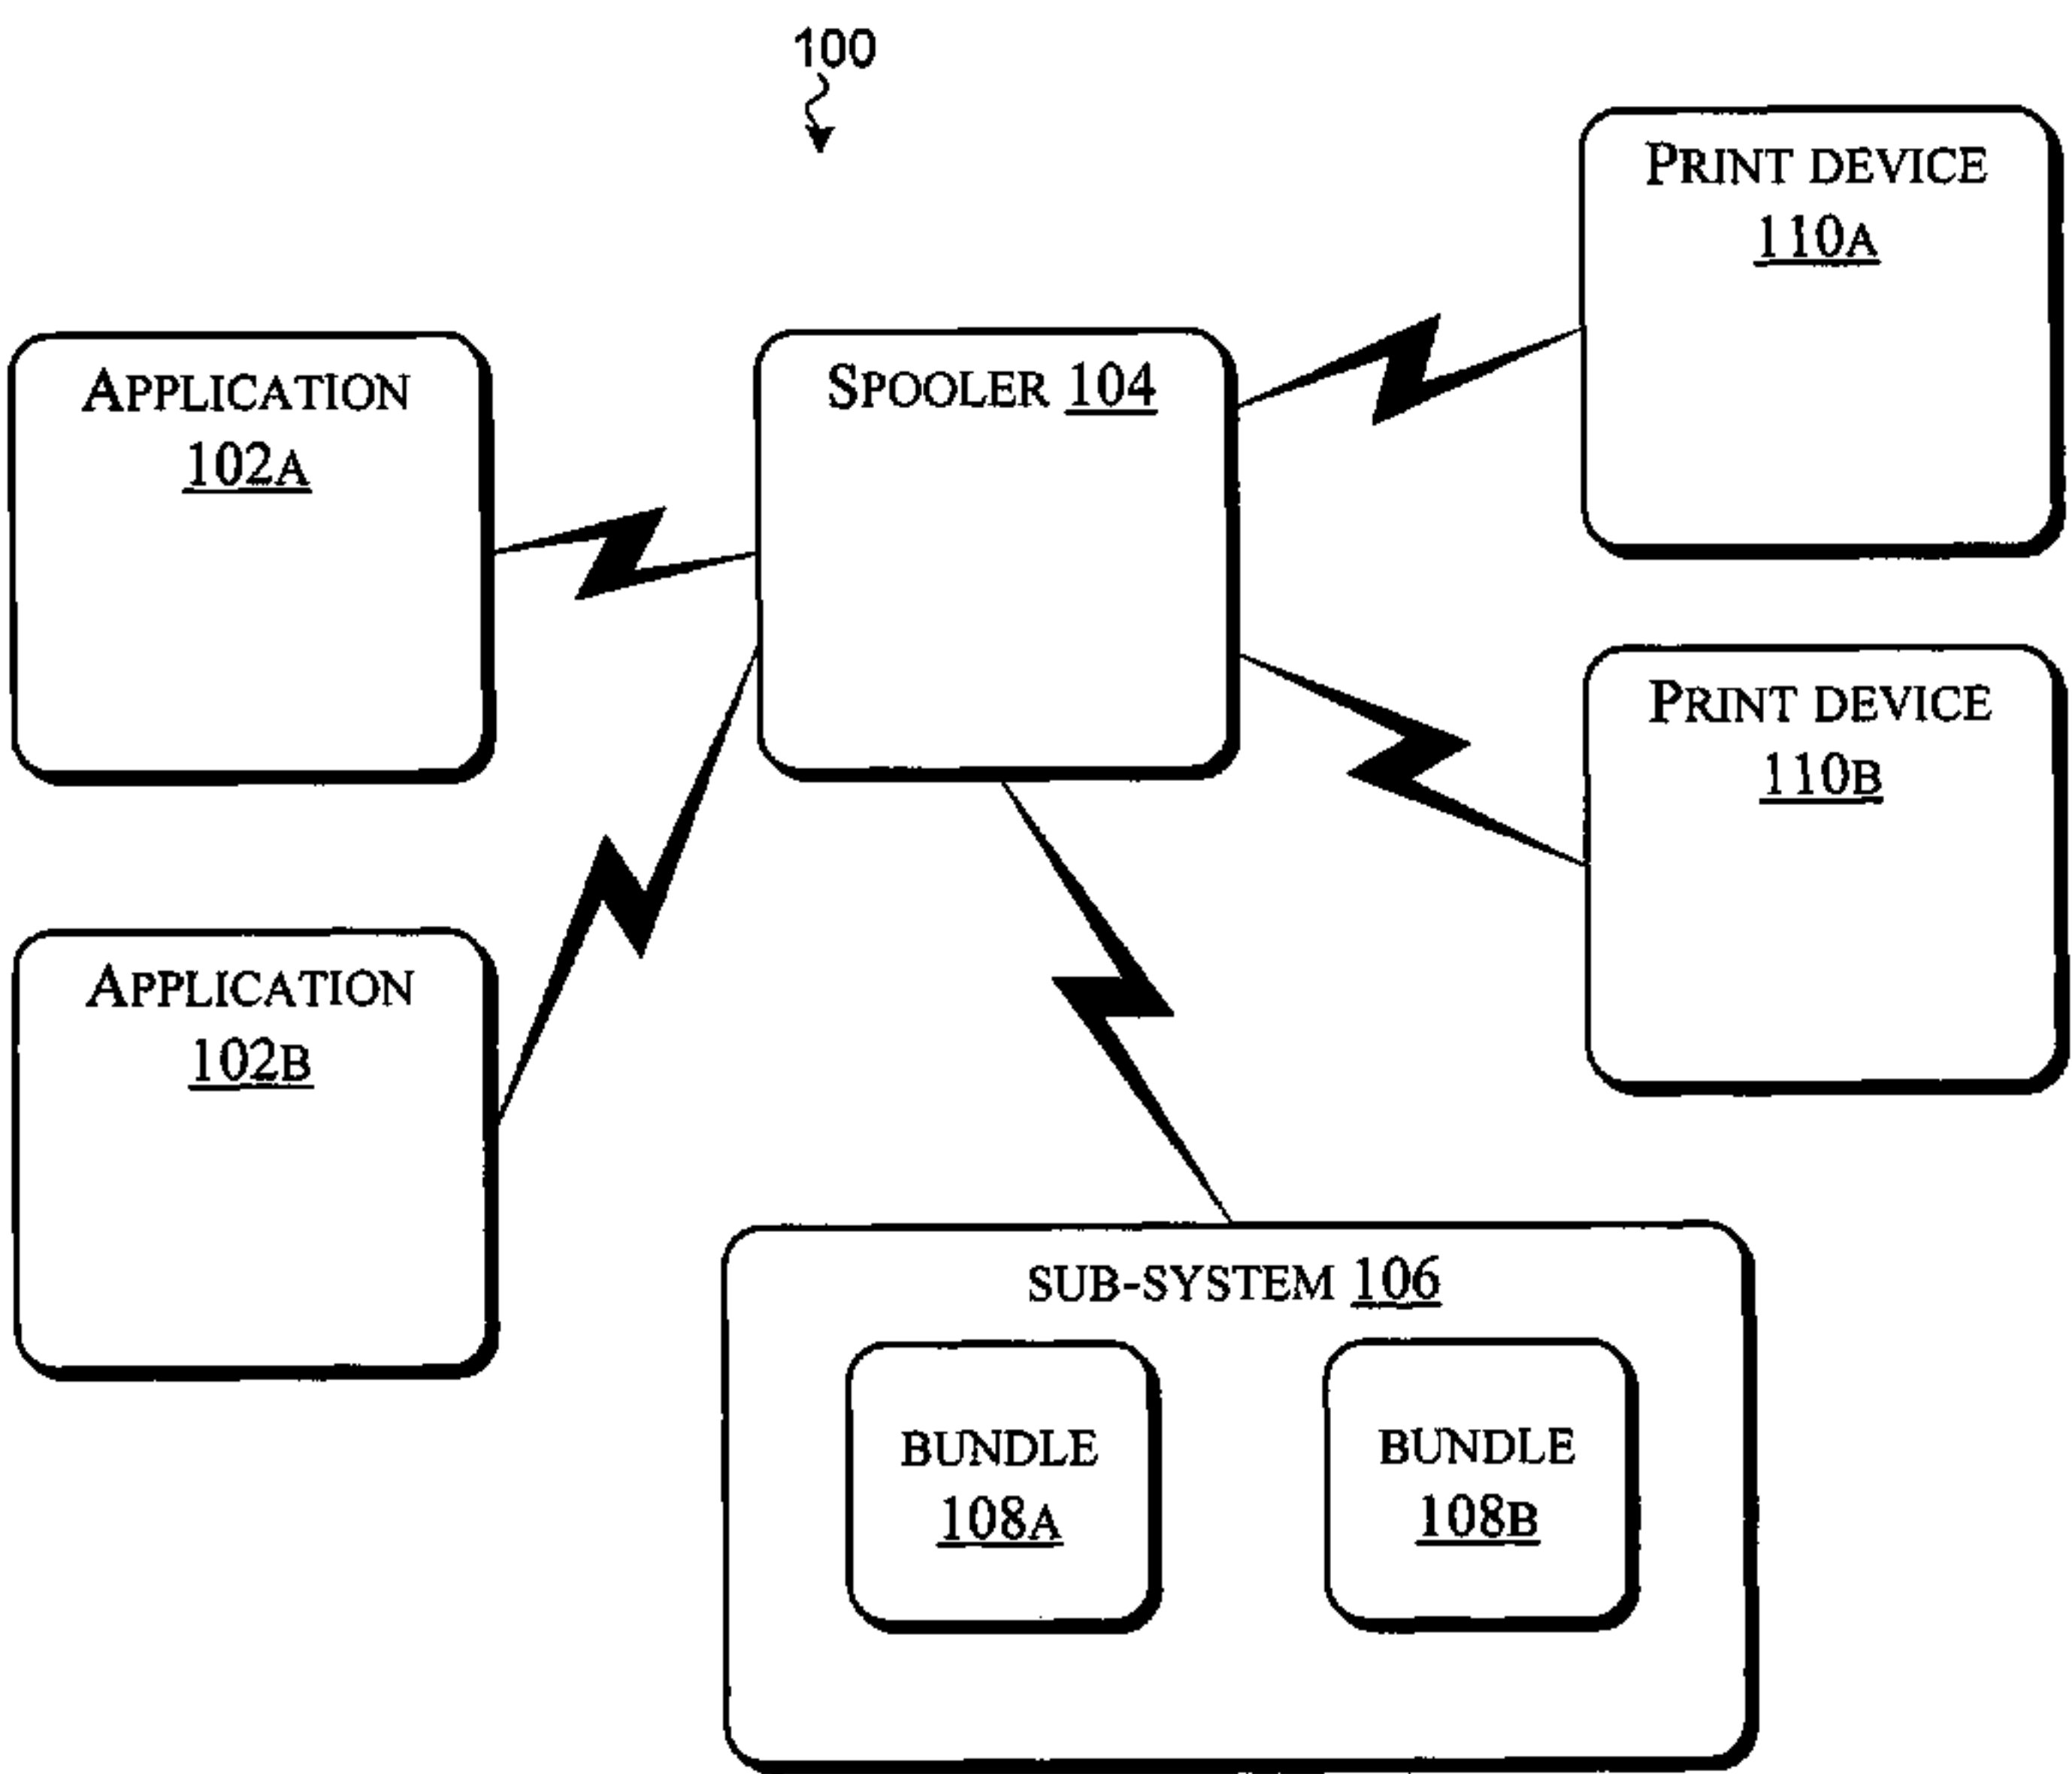 100
APPLICATION
102A
APPLICATION
102B
SPOOLER 104
PRINT DEVICE
110A
PRINT DEVICE
110B
SUB-SYSTEM 106
BUNDLE
108A
BUNDLE
108B